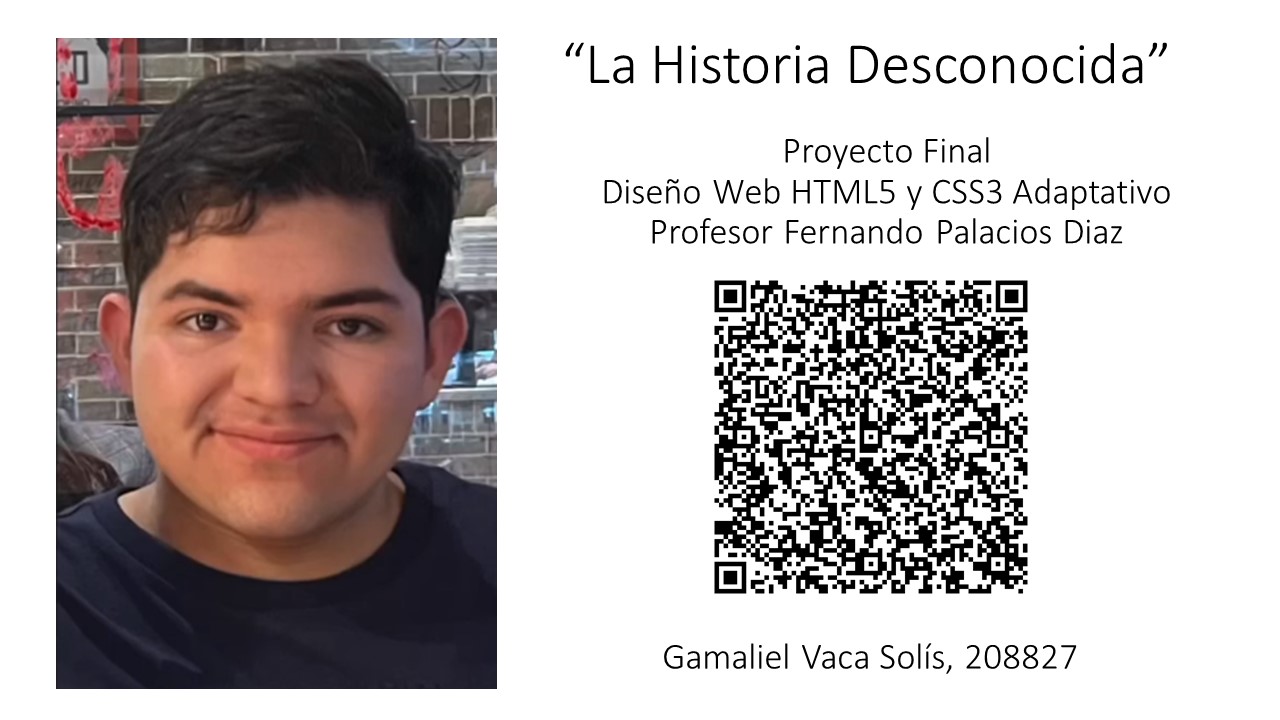 “La Historia Desconocida”
Proyecto Final
Diseño Web HTML5 y CSS3 Adaptativo
Profesor Fernando Palacios Diaz
Gamaliel Vaca Solís, 208827